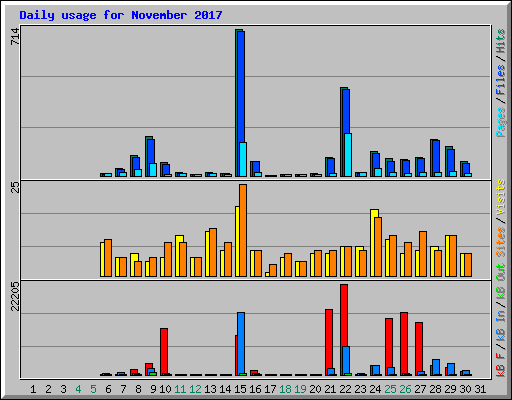 Daily usage for November 2017
714
Pages / Files / Hits
25
Sites / Visits
22205
kB F / kB In / kB Out
1 2 3 4 5 6 7 8 9 10 11 12 13 14 15 16 17 18 19 20 21 22 23 24 25 26 27 28 29 30 31